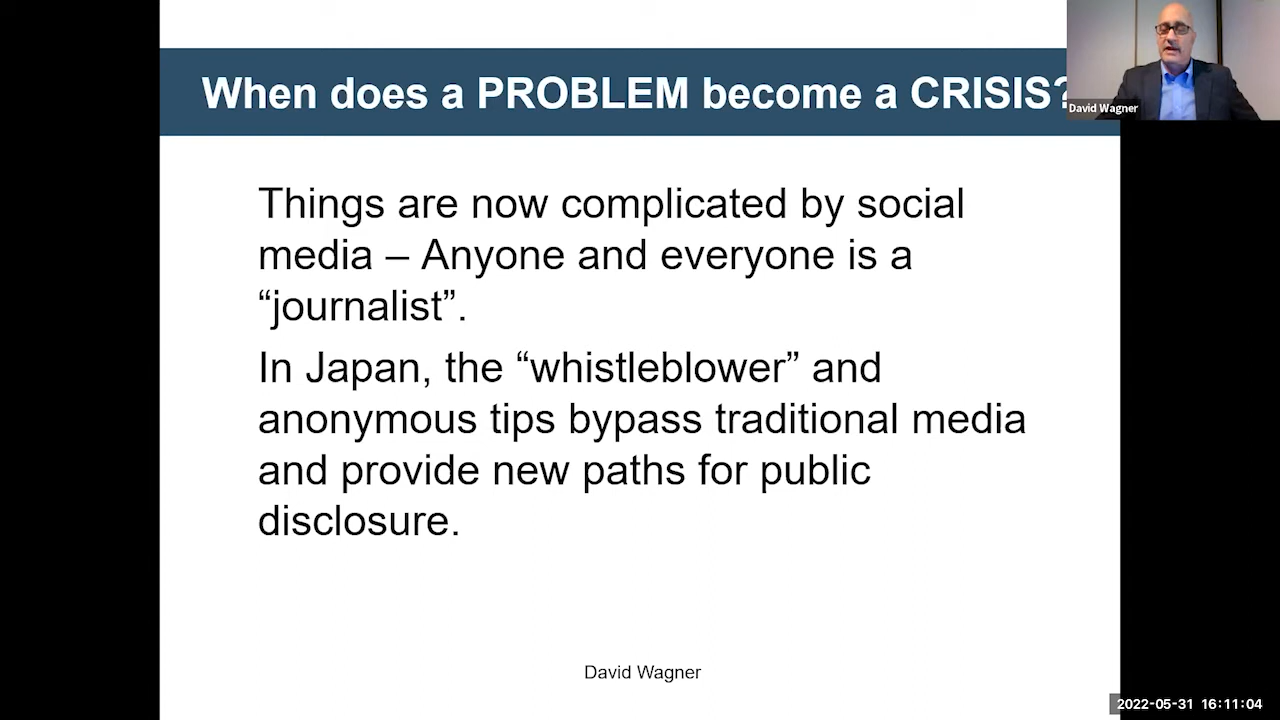 When does a PROBLEM become a CRISIS?
David Wagner
Things are now complicated by social
media – Anyone and everyone is a
“journalist”.
In Japan, the “whistleblower” and
anonymous tips bypass traditional media
and provide new paths for public
disclosure.
David Wagner
2022-05-31 16:11:04